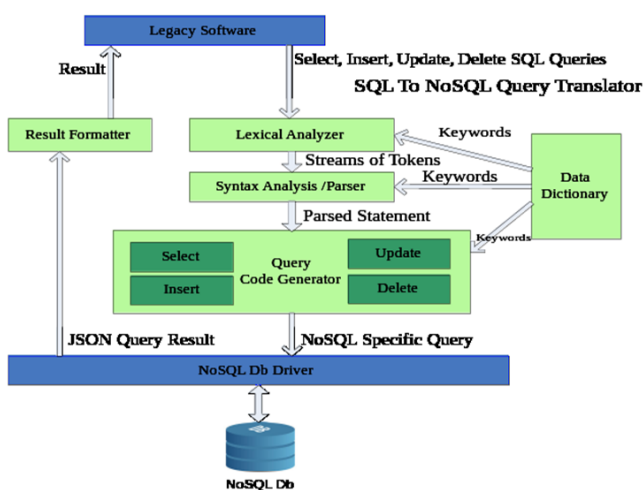 Legacy Software
Result
Select, Insert, Update, Delete SQL Queries
SQL To NoSQL Query Translator
Result Formatter
Lexical Analyzer
Keywords
Streams of Tokens
Syntax Analysis /Parser
Keywords
Data
Dictionary
Parsed Statement
Keywords
Select
Insert
Query
Code Generator
Update
Delete
JSON Query Result
NoSQL Specific Query
NoSQL Db Driver
NoSQL Db